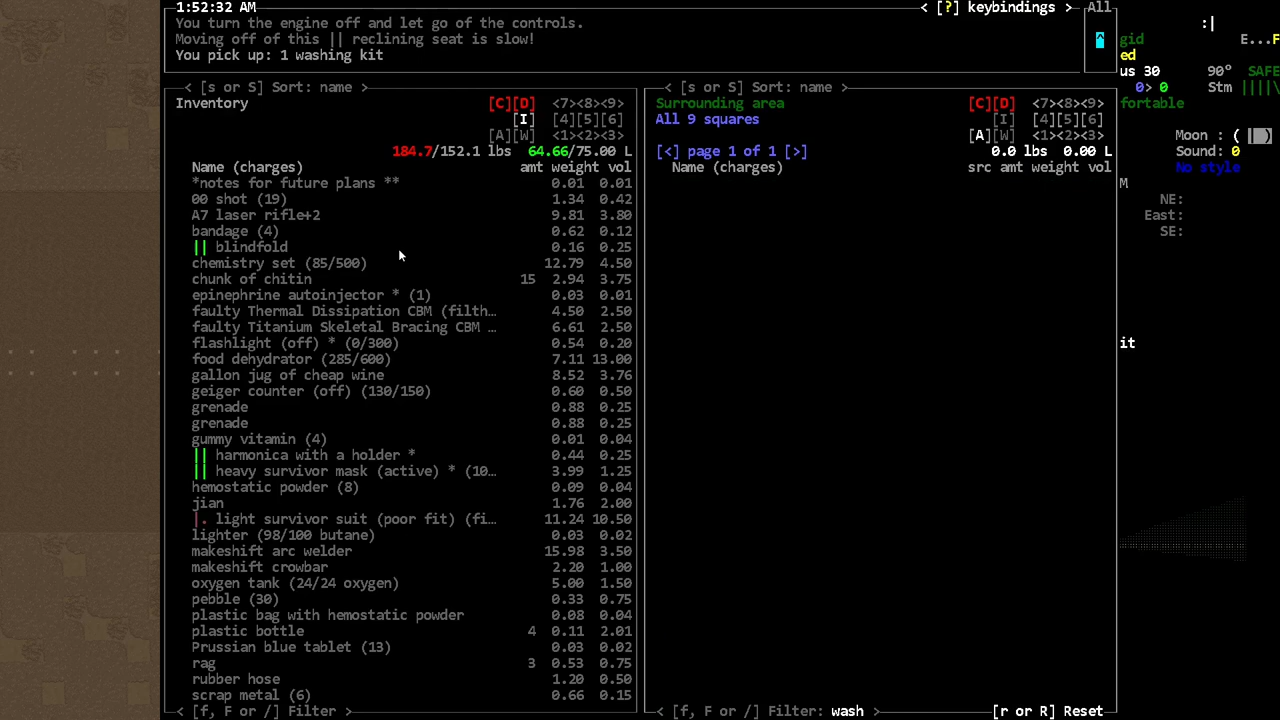 1:52:32 AM < [?] keybindings > All
You turn the engine off and let go of the controls.
Moving off of this || reclining seat is slow!
You pick up: 1 washing kit
^
:|
gid E...F
ed
us 30 90° SAFE
0> 0 Stm ||||\
fortable
Moon : ( |
Sound: 0
No style
M
NE:
East:
SE:
it
< [s or S] Sort: name >
Inventory [C][D] <7><8><9>
[I] [4][5][6]
[A][W] <1><2><3>
184.7/152.1 lbs 64.66/75.00 L
Name (charges) amt weight vol
*notes for future plans ** 0.01 0.01
00 shot (19) 1.34 0.42
A7 laser rifle+2 9.81 3.80
bandage (4) 0.62 0.12
|| blindfold 0.16 0.25
chemistry set (85/500) 12.79 4.50
chunk of chitin 15 2.94 3.75
epinephrine autoinjector * (1) 0.03 0.01
faulty Thermal Dissipation CBM (filth… 4.50 2.50
faulty Titanium Skeletal Bracing CBM … 6.61 2.50
flashlight (off) * (0/300) 0.54 0.20
food dehydrator (285/600) 7.11 13.00
gallon jug of cheap wine 8.52 3.76
geiger counter (off) (130/150) 0.60 0.50
grenade 0.88 0.25
grenade 0.88 0.25
gummy vitamin (4) 0.01 0.04
|| harmonica with a holder * 0.44 0.25
|| heavy survivor mask (active) * (10… 3.99 1.25
hemostatic powder (8) 0.09 0.04
jian 1.76 2.00
|. light survivor suit (poor fit) (fi… 11.24 10.50
lighter (98/100 butane) 0.03 0.02
makeshift arc welder 15.98 3.50
makeshift crowbar 2.20 1.00
oxygen tank (24/24 oxygen) 5.00 1.50
pebble (30) 0.33 0.75
plastic bag with hemostatic powder 0.08 0.04
plastic bottle 4 0.11 2.01
Prussian blue tablet (13) 0.03 0.02
rag 3 0.53 0.75
rubber hose 1.20 0.50
scrap metal (6) 0.66 0.15
< [f, F or /] Filter >
< [s or S] Sort: name >
Surrounding area [C][D] <7><8><9>
All 9 squares [I] [4][5][6]
[A][W] <1><2><3>
[<] page 1 of 1 [>] 0.0 lbs 0.00 L
Name (charges) src amt weight vol
< [f, F or /] Filter: wash > [r or R] Reset